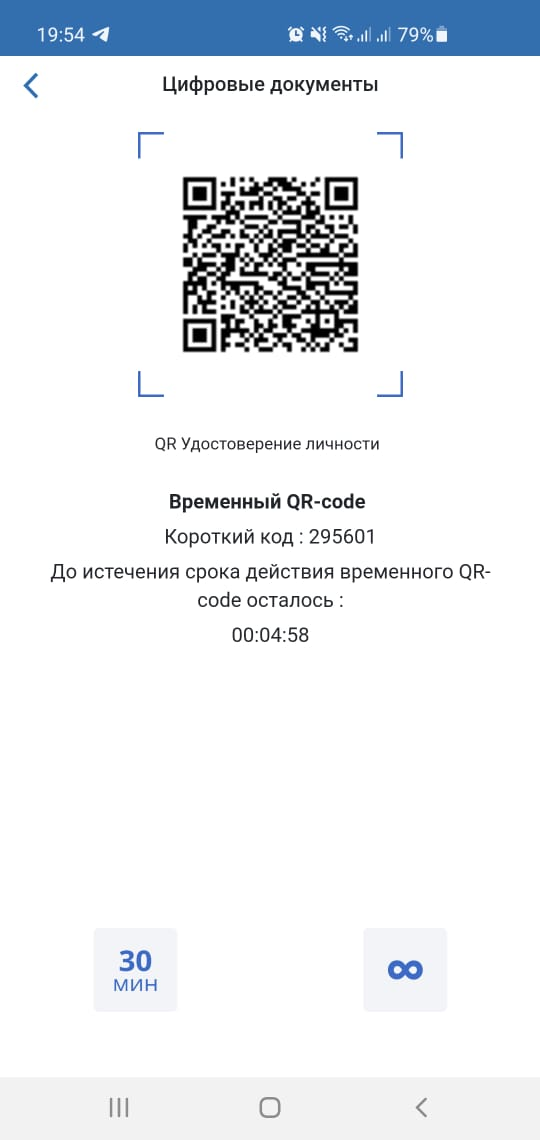 19:54 79%
Цифровые документы
QR Удостоверение личности
Временный QR-code
Короткий код : 295601
До истечения срока действия временного QR-
code осталось :
00:04:58
30
мин